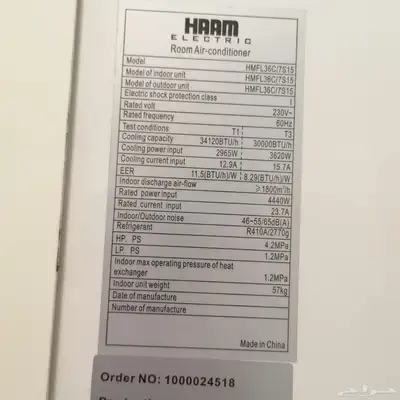 HAAM
ELECTRIC
Room Air-conditioner
Model HMFL36C/7S15
Model of indoor unit HMFL36C/7S15
Model of outdoor unit HMFL36C/7S15
Electric shock protection class I
Rated volt 230V~
Rated frequency 60Hz
Test conditions T1 T3
Cooling capacity 34120BTU/h 30000BTU/h
Cooling power input 2965W 3620W
Cooling current input 12.9A 15.7A
EER 11.5(BTU/h)/W 8.29(BTU/h)/W
Indoor discharge air-flow ≥1800m³/h
Rated power input 4440W
Rated current input 23.7A
Indoor/Outdoor noise 46~55/65dB(A)
Refrigerant R410A/2770g
HP. PS 4.2MPa
LP. PS 1.2MPa
Indoor max operating pressure of heat
exchanger 1.2MPa
Indoor unit weight 57kg
Date of manufacture
Number of manufacture
Made in China
Order NO: 1000024518
حراج